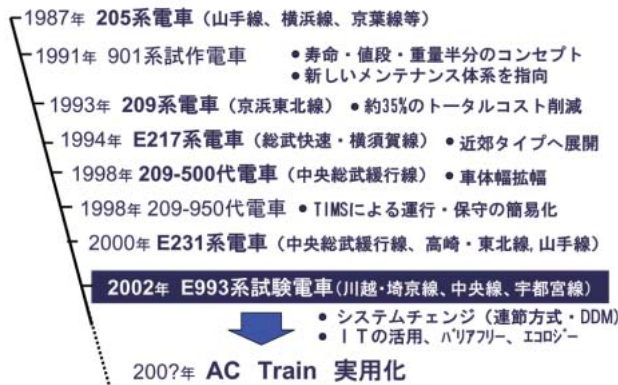 1987年 205系電車（山手線、横浜線、京葉線等）
1991年 901系試作電車 ●寿命・値段・重量半分のコンセプト
●新しいメンテナンス体系を指向
1993年 209系電車（京浜東北線） ●約35%のトータルコスト削減
1994年 E217系電車（総武快速・横須賀線） ●近郊タイプへ展開
1998年 209-500代電車（中央総武緩行線） ●車体幅拡幅
1998年 209-950代電車 ●TIMSによる運行・保守の簡易化
2000年 E231系電車（中央総武緩行線、高崎・東北線,山手線）
2002年 E993系試験電車(川越・埼京線、中央線、宇都宮線)
●システムチェンジ（連節方式・DDM）
●ＩＴの活用、ﾊﾞﾘｱﾌﾘｰ、ｴｺﾛｼﾞｰ
200?年 AC Train 実用化